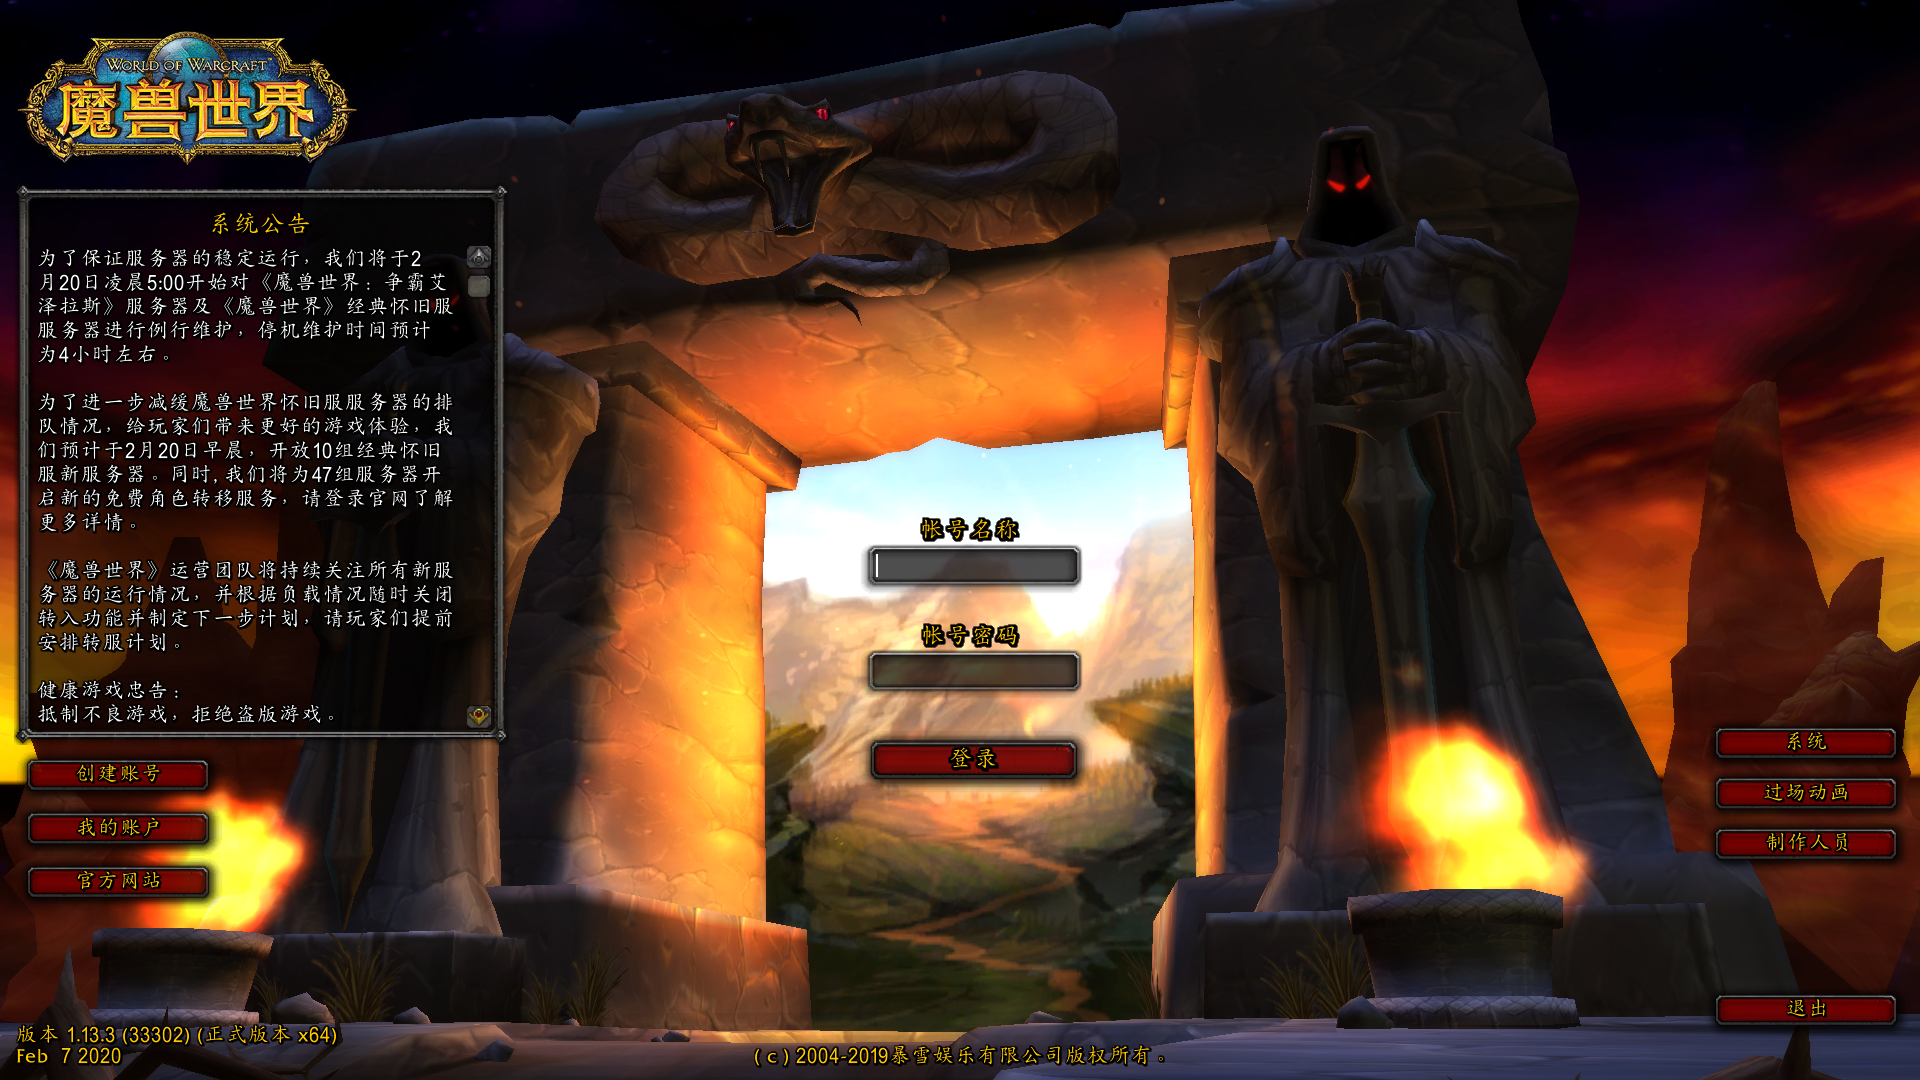 WORLD OF WARCRAFT
魔兽世界
系统公告
为了保证服务器的稳定运行，我们将于2
月20日凌晨5:00开始对《魔兽世界：争霸艾
泽拉斯》服务器及《魔兽世界》经典怀旧服
服务器进行例行维护，停机维护时间预计
为4小时左右。
为了进一步减缓魔兽世界怀旧服服务器的排
队情况，给玩家们带来更好的游戏体验，我
们预计于2月20日早晨，开放10组经典怀旧
服新服务器。同时,我们将为47组服务器开
启新的免费角色转移服务，请登录官网了解
更多详情。
《魔兽世界》运营团队将持续关注所有新服
务器的运行情况，并根据负载情况随时关闭
转入功能并制定下一步计划，请玩家们提前
安排转服计划。
健康游戏忠告：
抵制不良游戏，拒绝盗版游戏。
帐号名称
帐号密码
登录
创建账号
我的账户
官方网站
系统
过场动画
制作人员
退出
版本 1.13.3 (33302) (正式版本 x64)
Feb 7 2020
(c) 2004-2019暴雪娱乐有限公司版权所有。